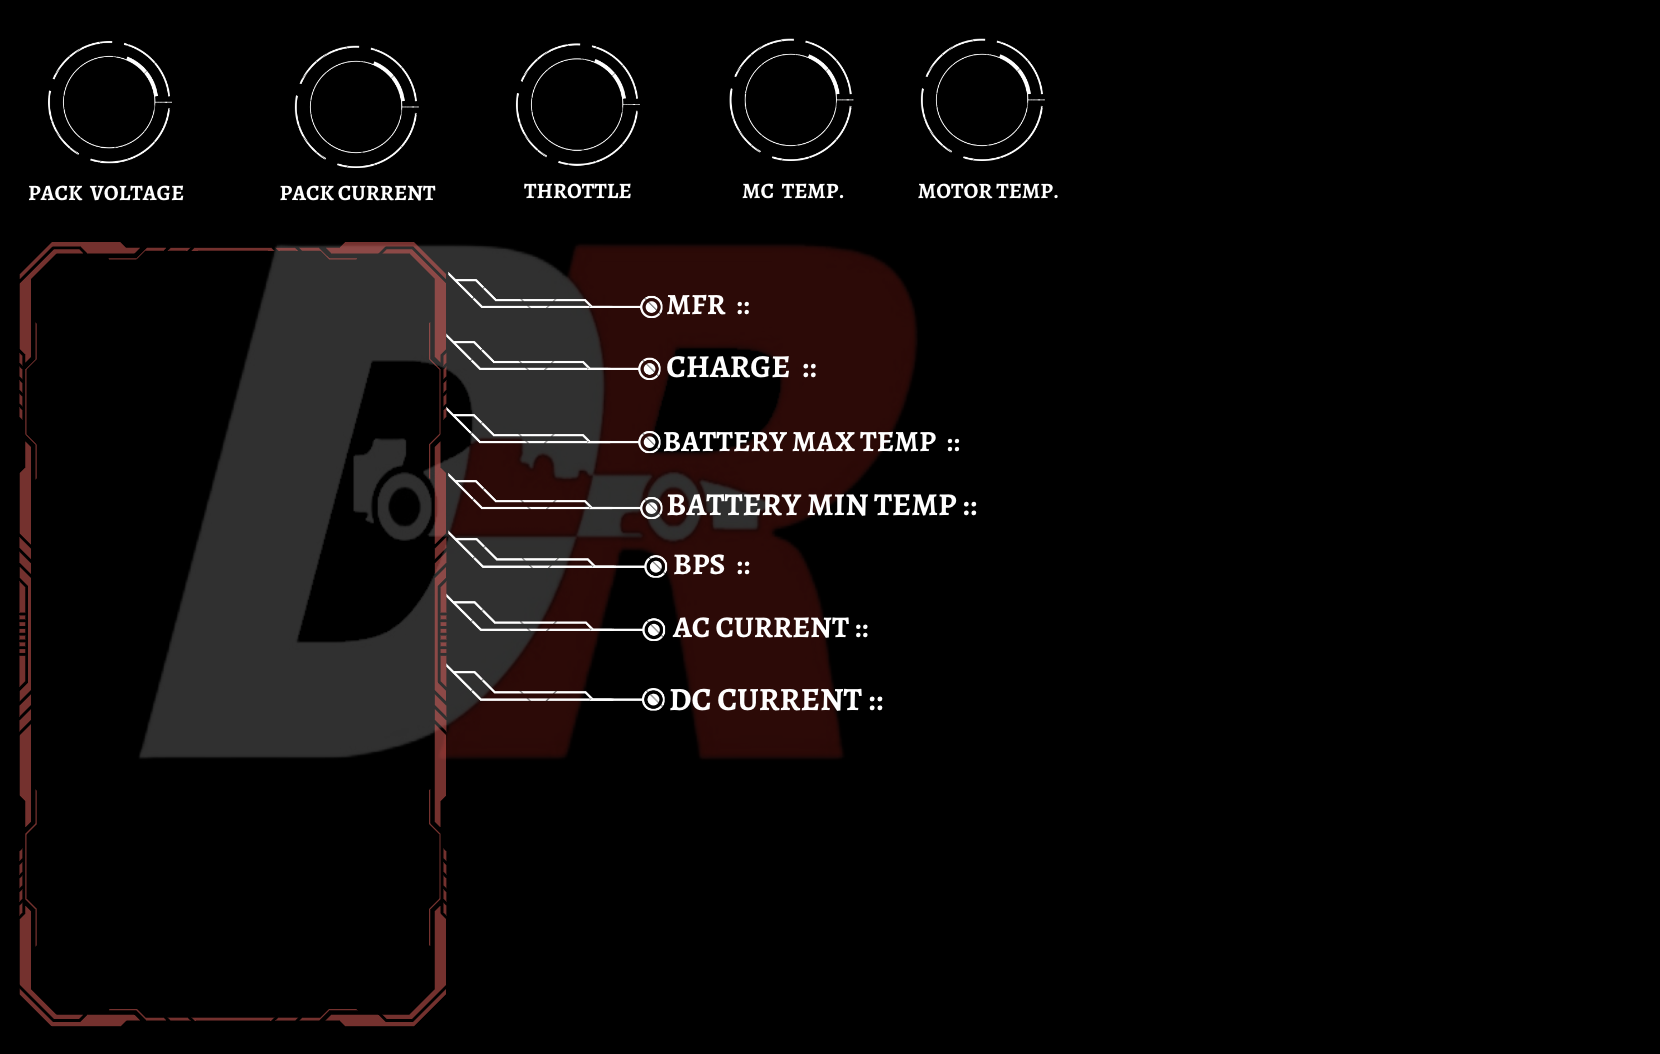 PACK VOLTAGE
PACK CURRENT
THROTTLE
MC TEMP.
MOTOR TEMP.
DR
MFR ::
CHARGE ::
BATTERY MAX TEMP ::
BATTERY MIN TEMP ::
BPS ::
AC CURRENT ::
DC CURRENT ::